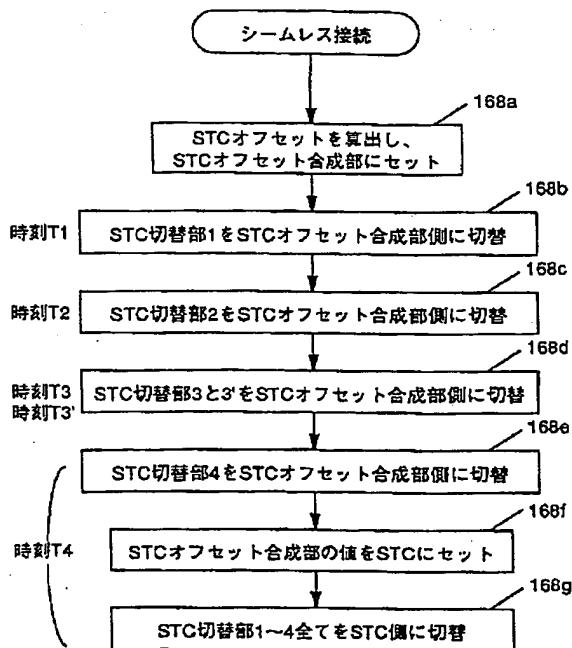 シームレス接続
168a
STCオフセットを算出し、
STCオフセット合成部にセット
168b
時刻T1
STC切替部1をSTCオフセット合成部側に切替
168c
時刻T2
STC切替部2をSTCオフセット合成部側に切替
168d
時刻T3
時刻T3'
STC切替部3と3'をSTCオフセット合成部側に切替
168e
STC切替部4をSTCオフセット合成部側に切替
168f
時刻T4
STCオフセット合成部の値をSTCにセット
168g
STC切替部1〜4全てをSTC側に切替